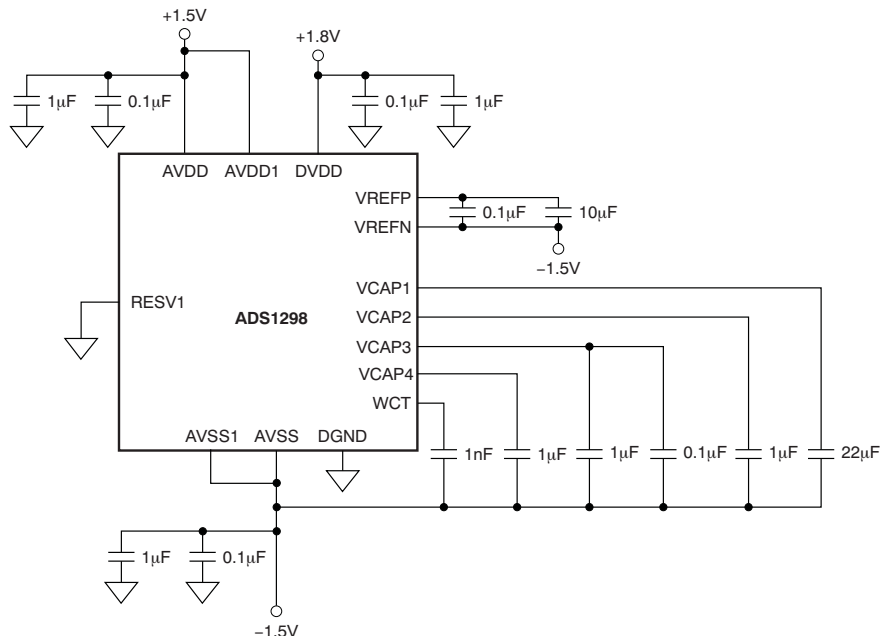 +1.5V
+1.8V
1μF
0.1μF
0.1μF
1μF
AVDD
AVDD1
DVDD
VREFP
0.1μF
10μF
VREFN
−1.5V
VCAP1
RESV1
ADS1298
VCAP2
VCAP3
VCAP4
WCT
AVSS1
AVSS
DGND
1nF
1μF
1μF
0.1μF
1μF
22μF
1μF
0.1μF
−1.5V